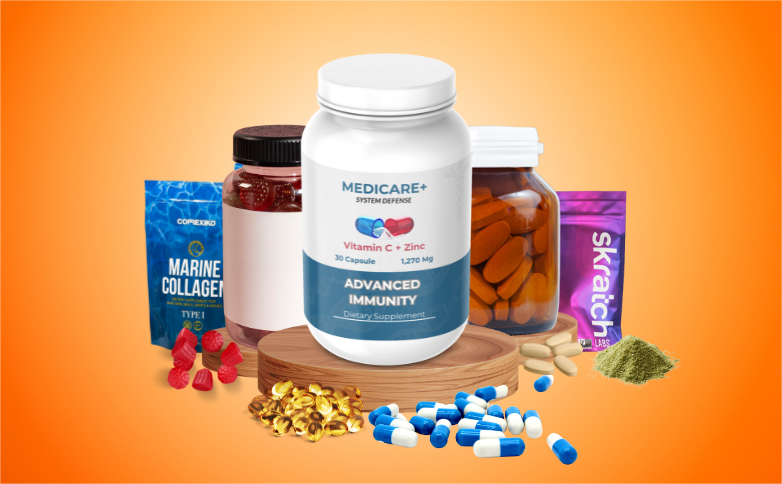 MEDICARE+
SYSTEM DEFENSE
Vitamin C + Zinc
30 Capsule 1,270 Mg
ADVANCED
IMMUNITY
Dietary Supplement
MARINE
COLLAGEN
TYPE I
skratch
LABS